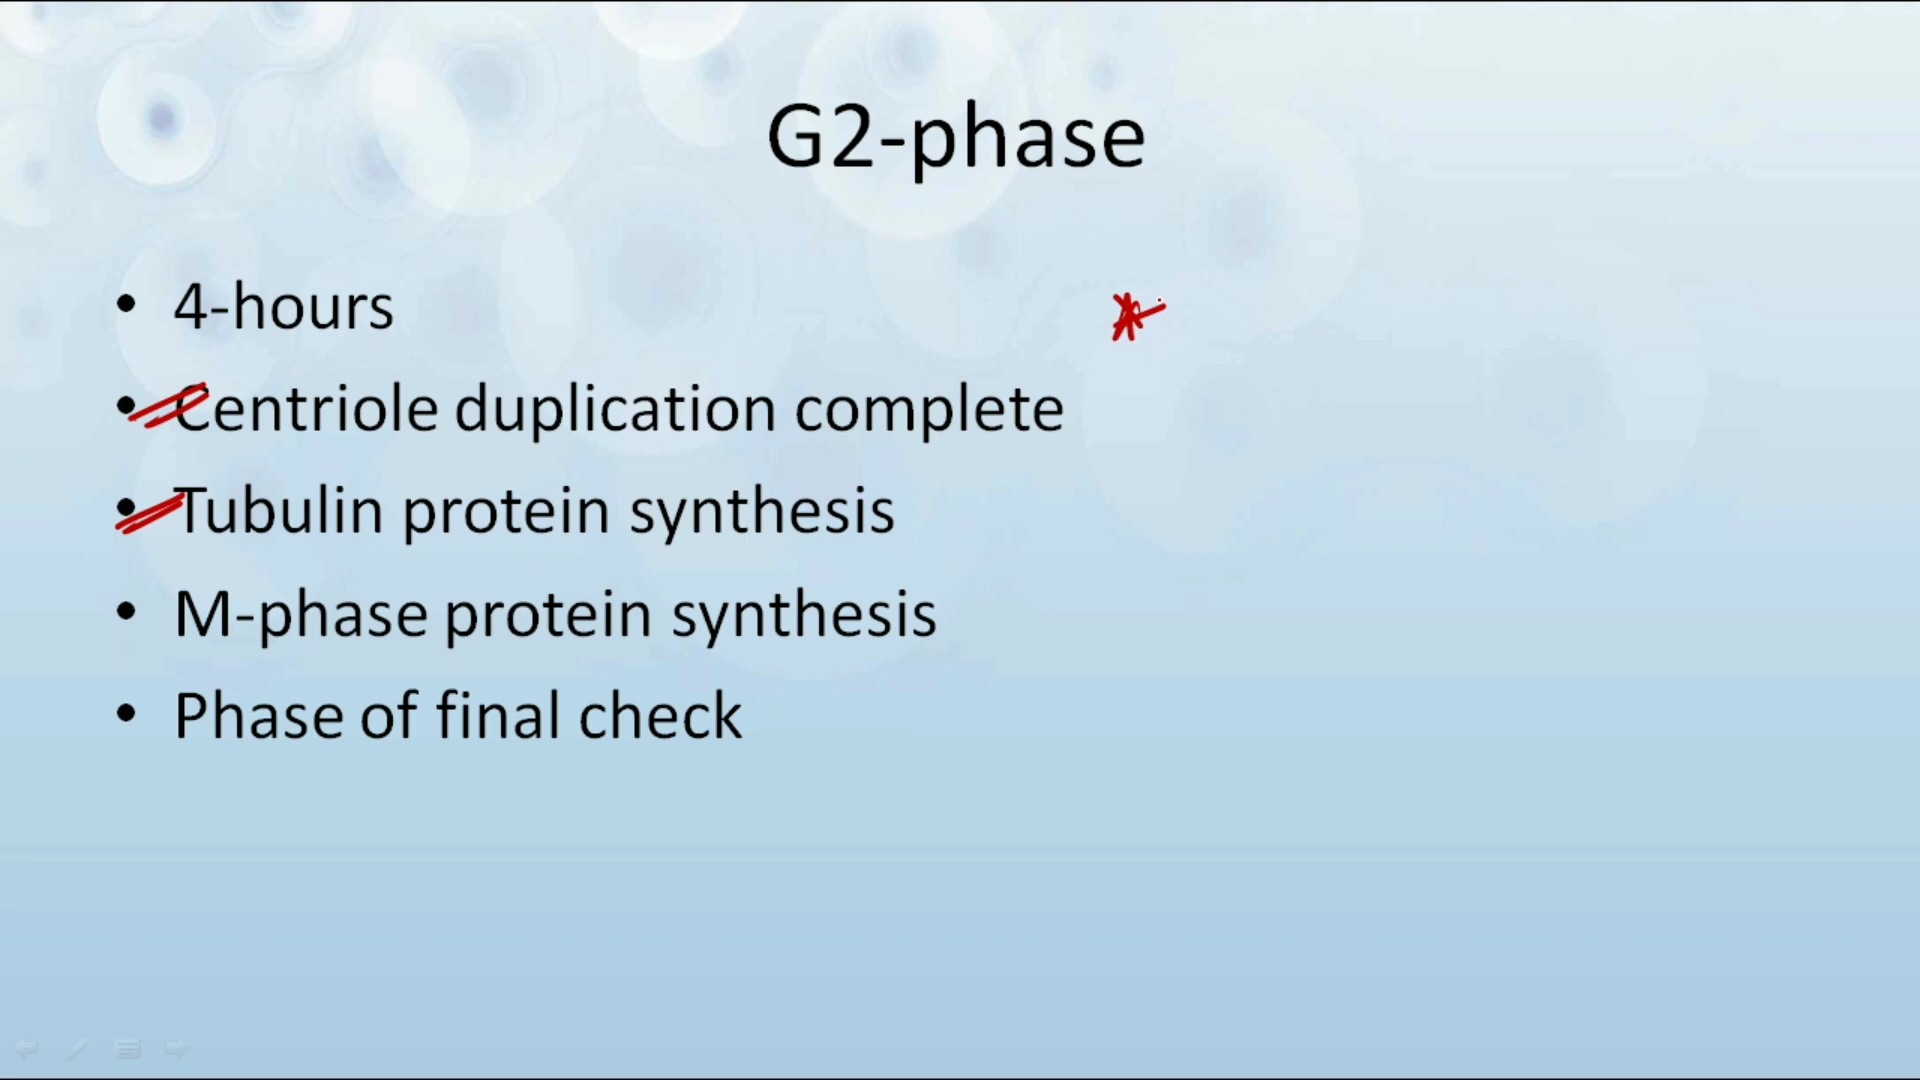 G2-phase
• 4-hours
• Centriole duplication complete
• Tubulin protein synthesis
• M-phase protein synthesis
• Phase of final check